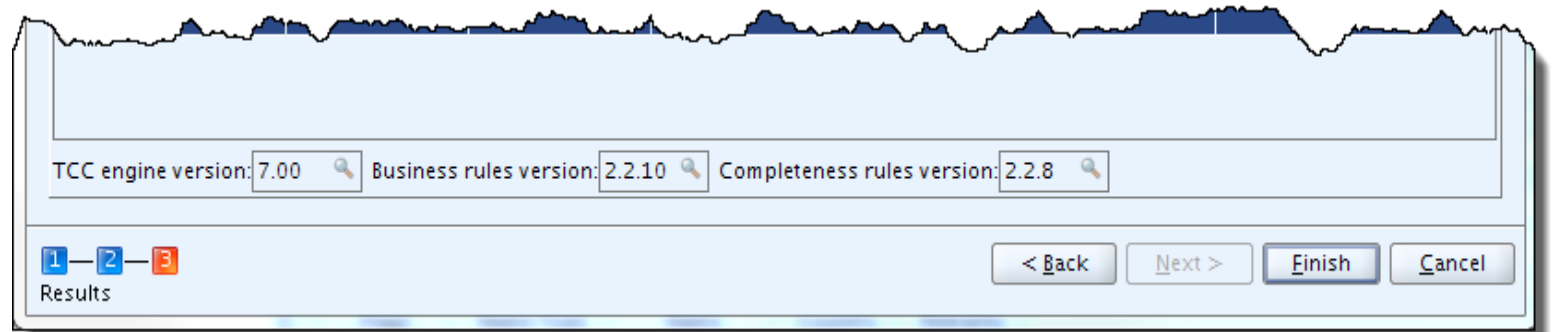 TCC engine version: 7.00 Business rules version: 2.2.10 Completeness rules version: 2.2.8
1 2 3
Results
< Back Next > Finish Cancel